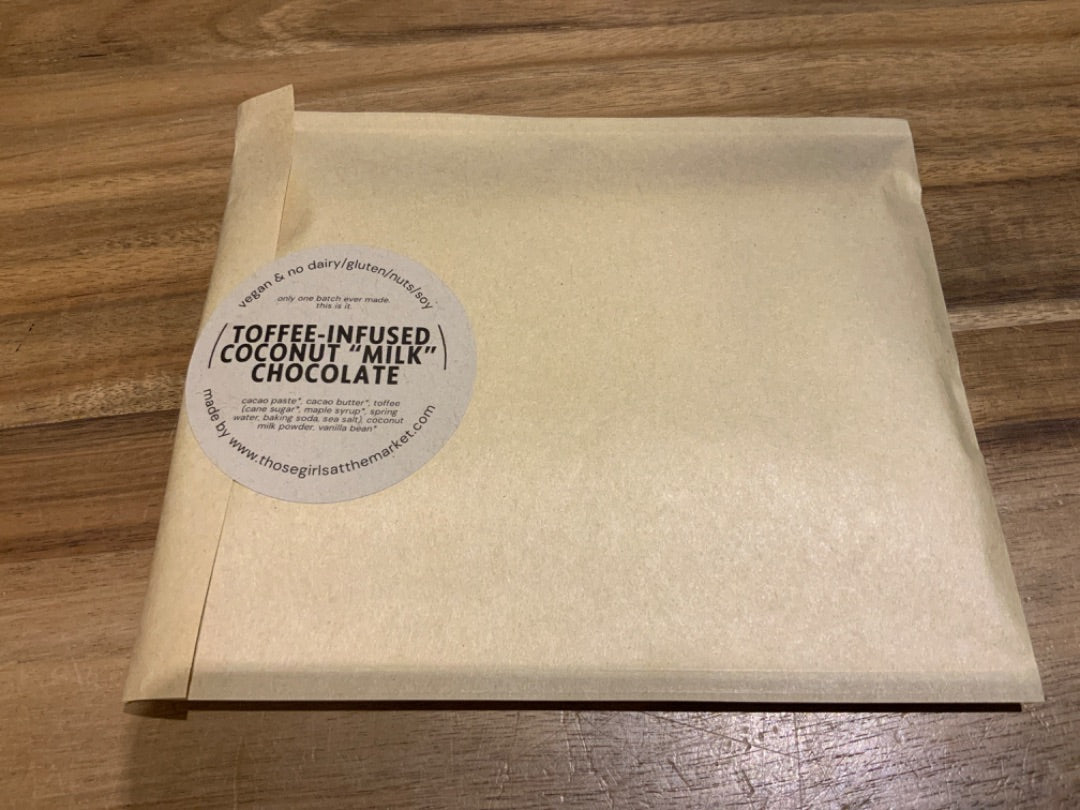 vegan & no dairy/gluten/nuts/soy
only one batch ever made.
this is it.
(TOFFEE-INFUSED
COCONUT “MILK”)
CHOCOLATE
cacao paste*, cacao butter*, toffee
(cane sugar*, maple syrup*, spring
water, baking soda, sea salt), coconut
milk powder, vanilla bean*
made by www.thosegirlsatthemarket.com